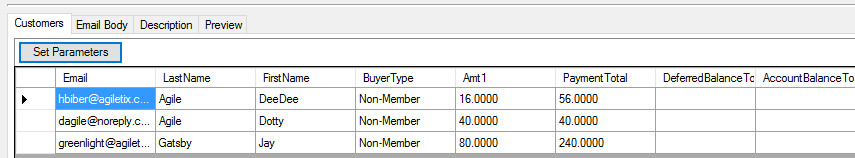 Customers Email Body Description Preview
Set Parameters
Email LastName FirstName BuyerType Amt1 PaymentTotal DeferredBalanceTo AccountBalanceTo
hbiber@agiletix.c... Agile DeeDee Non-Member 16.0000 56.0000
dagile@noreply.c... Agile Dotty Non-Member 40.0000 40.0000
greenlight@agilet... Gatsby Jay Non-Member 80.0000 240.0000